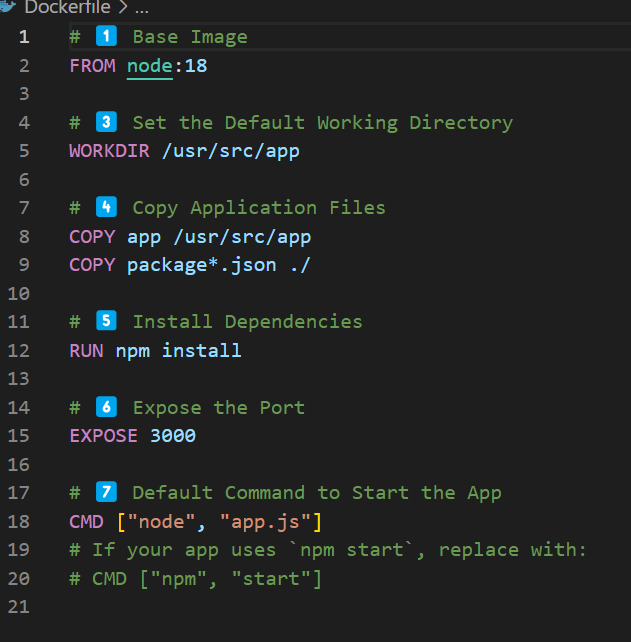 Dockerfile > ...
1 # 1️⃣ Base Image
2 FROM node:18
3
4 # 3️⃣ Set the Default Working Directory
5 WORKDIR /usr/src/app
6
7 # 4️⃣ Copy Application Files
8 COPY app /usr/src/app
9 COPY package*.json ./
10
11 # 5️⃣ Install Dependencies
12 RUN npm install
13
14 # 6️⃣ Expose the Port
15 EXPOSE 3000
16
17 # 7️⃣ Default Command to Start the App
18 CMD ["node", "app.js"]
19 # If your app uses `npm start`, replace with:
20 # CMD ["npm", "start"]
21